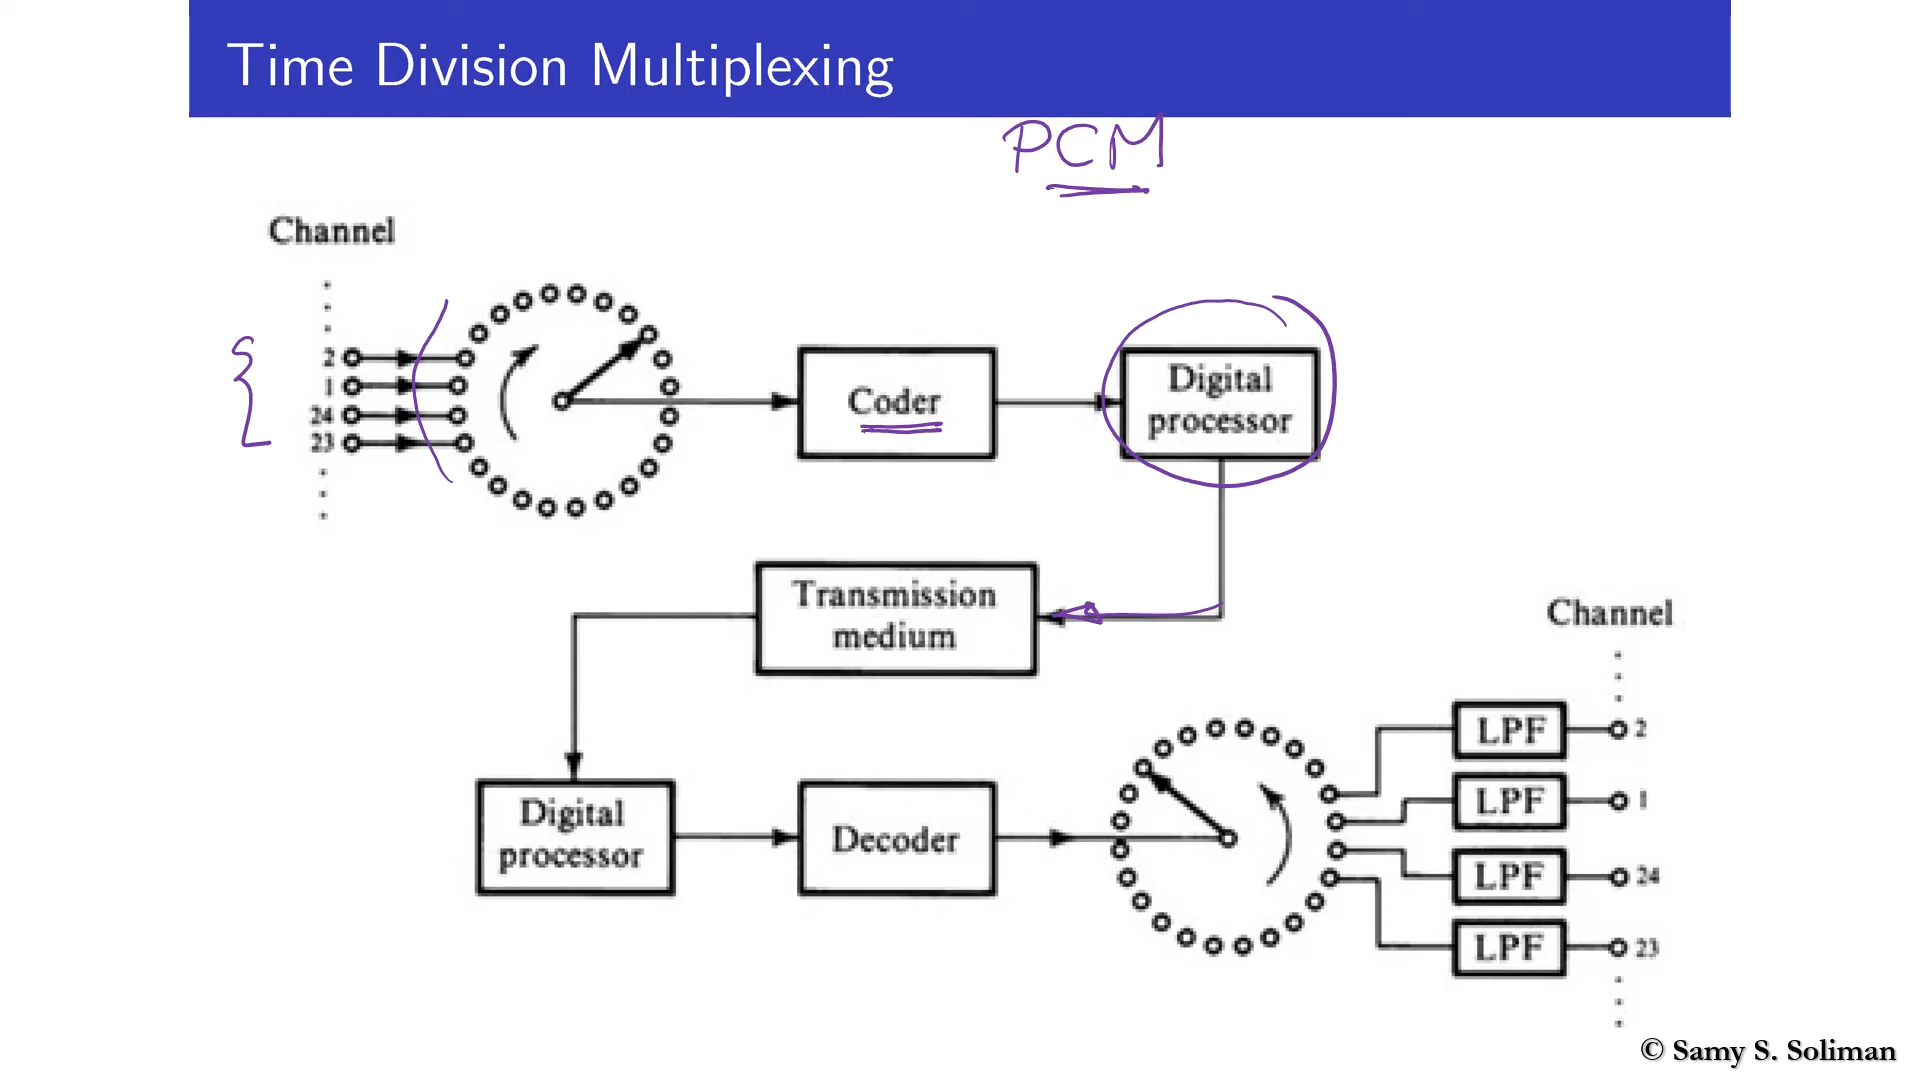 Time Division Multiplexing
PCM
Channel
2
1
24
23
Coder
Digital
processor
Transmission
medium
Channel
Digital
processor
Decoder
LPF 2
LPF 1
LPF 24
LPF 23
© Samy S. Soliman